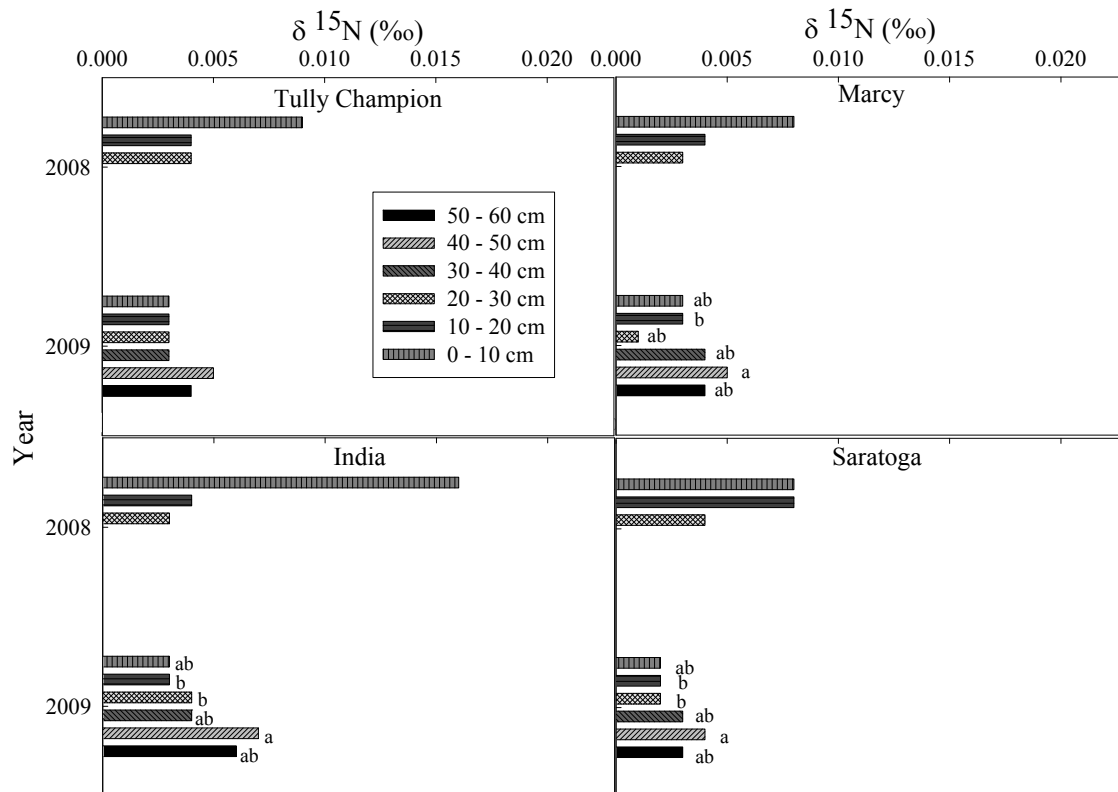 δ 15N (‰)
δ 15N (‰)
0.000 0.005 0.010 0.015 0.020 0.000 0.005 0.010 0.015 0.020
Tully Champion
Marcy
2008
50 - 60 cm
40 - 50 cm
30 - 40 cm
20 - 30 cm
10 - 20 cm
0 - 10 cm
2009
ab
b
ab
ab
a
ab
Year
India
Saratoga
2008
2009
ab
b
b
ab
a
ab
ab
b
b
ab
a
ab